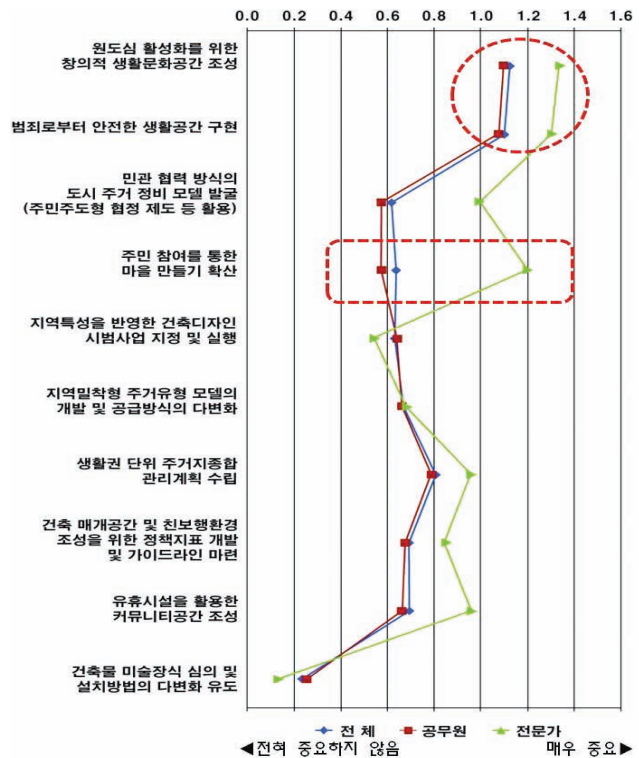 0.0 0.2 0.4 0.6 0.8 1.0 1.2 1.4 1.6
원도심 활성화를 위한
창의적 생활문화공간 조성
범죄로부터 안전한 생활공간 구현
민관 협력 방식의
도시 주거 정비 모델 발굴
(주민주도형 협정 제도 등 활용)
주민 참여를 통한
마을 만들기 확산
지역특성을 반영한 건축디자인
시범사업 지정 및 실행
지역밀착형 주거유형 모델의
개발 및 공급방식의 다변화
생활권 단위 주거지종합
관리계획 수립
건축 매개공간 및 친보행환경
조성을 위한 정책지표 개발
및 가이드라인 마련
유휴시설을 활용한
커뮤니티공간 조성
건축물 미술장식 심의 및
설치방법의 다변화 유도
전 체 공무원 전문가
◀전혀 중요하지 않음 매우 중요▶